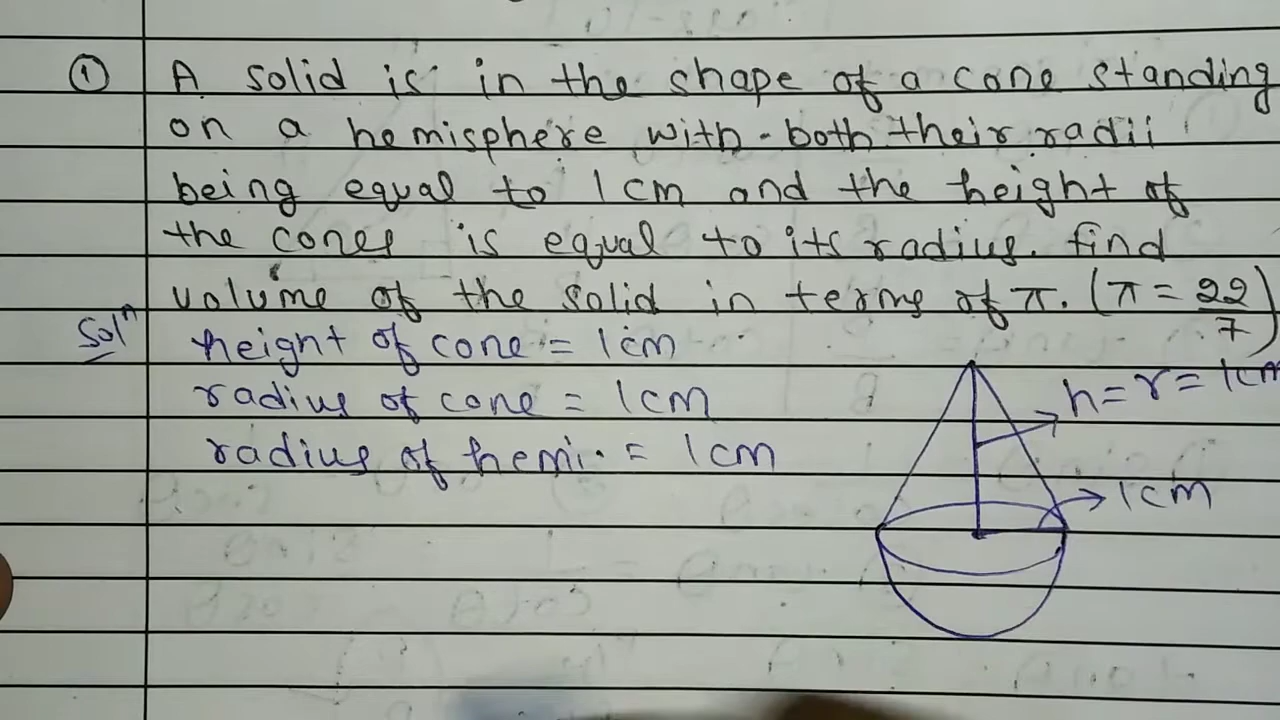 ① A solid is in the shape of a cone standing
on a hemisphere with both their radii
being equal to 1 cm and the height of
the cones is equal to its radius. find
volume of the solid in terms of π. (π = 22/7)
Solⁿ height of cone = 1cm
radius of cone = 1cm
radius of hemi. = 1cm
h = r = 1cm
1cm